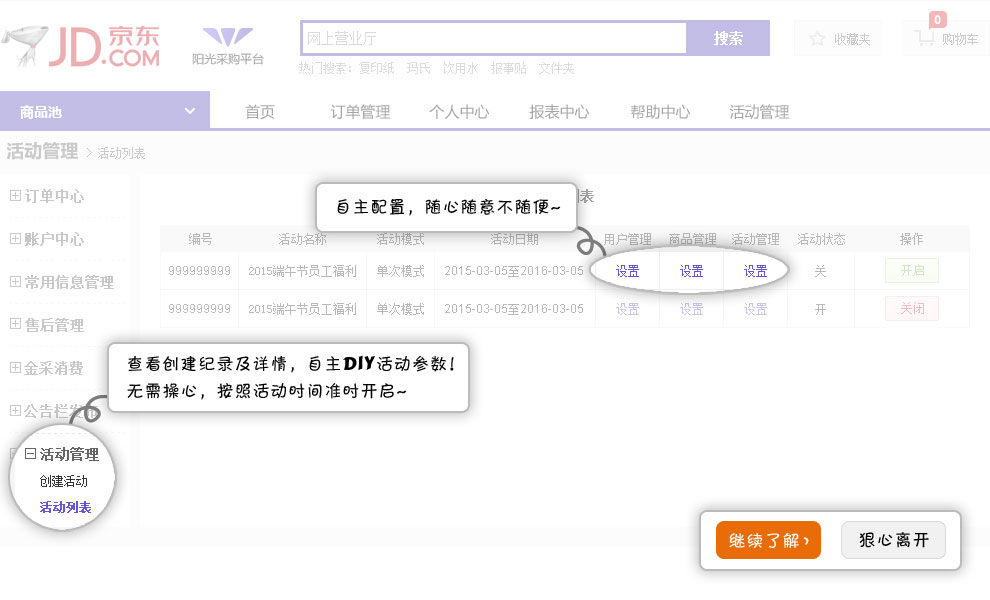 JD 京东
.COM
阳光采购平台
网上营业厅
搜索
收藏夹
0
购物车
热门搜索: 复印纸 玛氏 饮用水 报事贴 文件夹
商品池
首页 订单管理 个人中心 报表中心 帮助中心 活动管理
活动管理 > 活动列表
订单中心
账户中心
常用信息管理
售后管理
金采消费
公告栏发
活动管理
创建活动
活动列表
自主配置，随心随意不随便~
表
编号 活动名称 活动模式 活动日期 用户管理 商品管理 活动管理 活动状态 操作
999999999 2015端午节员工福利 单次模式 2015-03-05至2016-03-05 设置 设置 设置 关 开启
999999999 2015端午节员工福利 单次模式 2015-03-05至2016-03-05 设置 设置 设置 开 关闭
查看创建纪录及详情，自主DIY活动参数！
无需操心，按照活动时间准时开启~
继续了解›
狠心离开